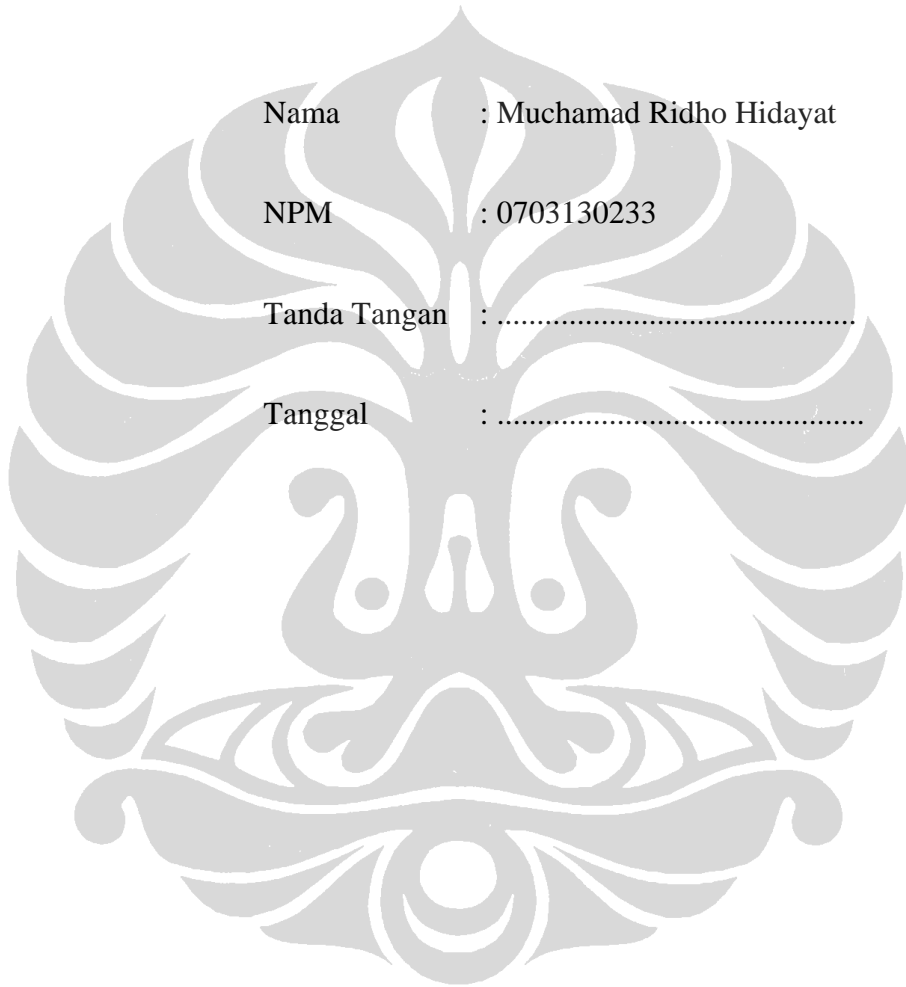 Nama : Muchamad Ridho Hidayat
NPM : 0703130233
Tanda Tangan : .............................................
Tanggal : ..............................................